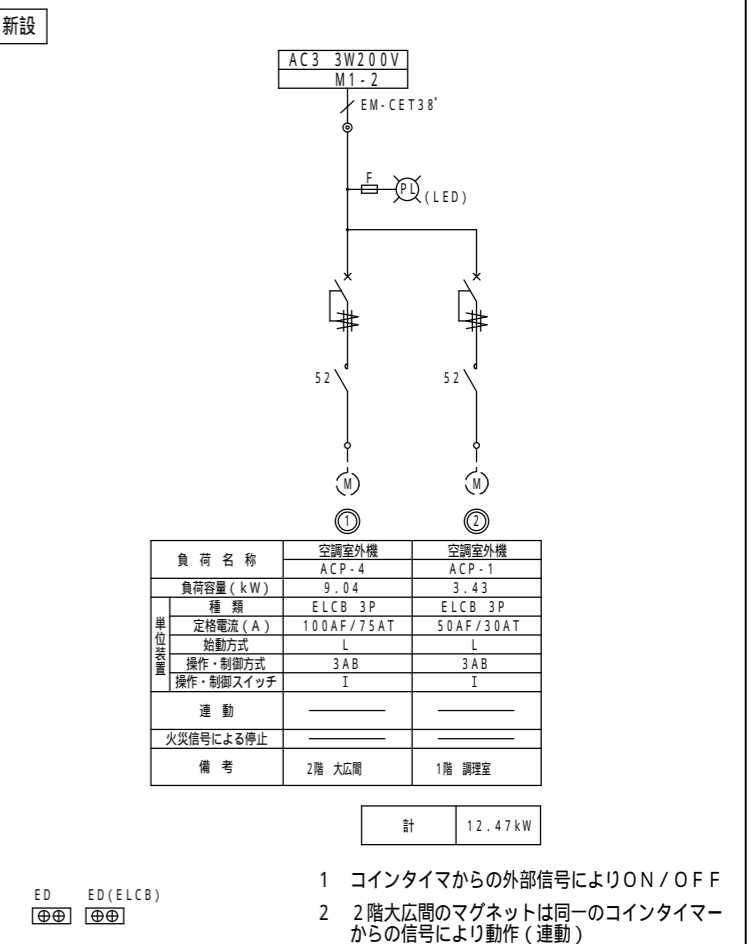 新設
AC3 3W200V
M1-2
EM-CET38°
F
PL
(LED)
52 52
M M
1 2
負荷名称 空調室外機 空調室外機
ACP-4 ACP-1
負荷容量(kW) 9.04 3.43
単位装置
種類 ELCB 3P ELCB 3P
定格電流(A) 100AF/75AT 50AF/30AT
始動方式 L L
操作・制御方式 3AB 3AB
操作・制御スイッチ I I
連動
火災信号による停止
備考 2階 大広間 1階 調理室
計 12.47kW
ED ED(ELCB)
1 コインタイマからの外部信号によりON/OFF
2 2階大広間のマグネットは同一のコインタイマー
からの信号により動作(連動)